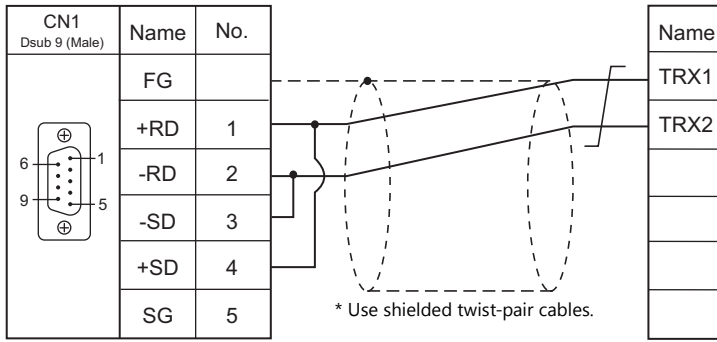 CN1
Dsub 9 (Male)
Name
No.
Name
FG
TRX1
+RD
1
TRX2
6
1
-RD
2
9
5
-SD
3
+SD
4
SG
5
* Use shielded twist-pair cables.